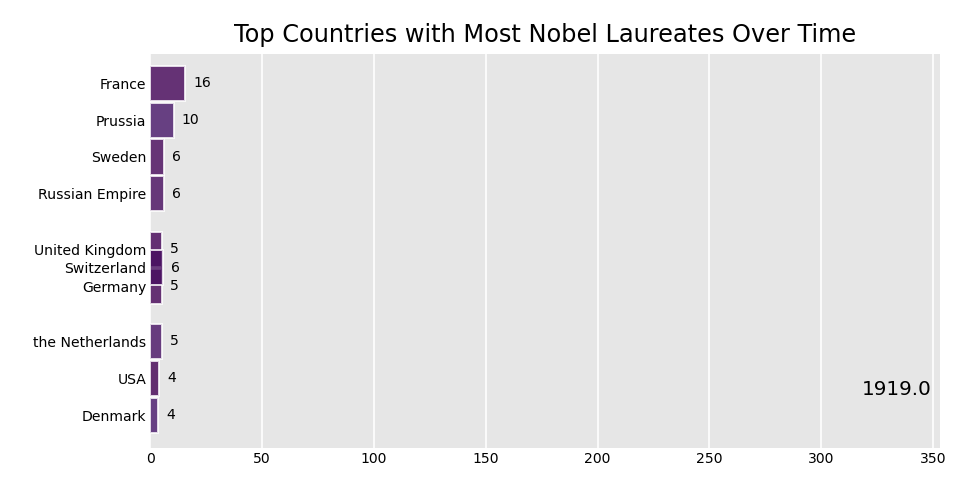 Top Countries with Most Nobel Laureates Over Time
France 16
Prussia 10
Sweden 6
Russian Empire 6
United Kingdom 5
Switzerland 6
Germany 5
the Netherlands 5
USA 4
1919.0
Denmark 4
0 50 100 150 200 250 300 350